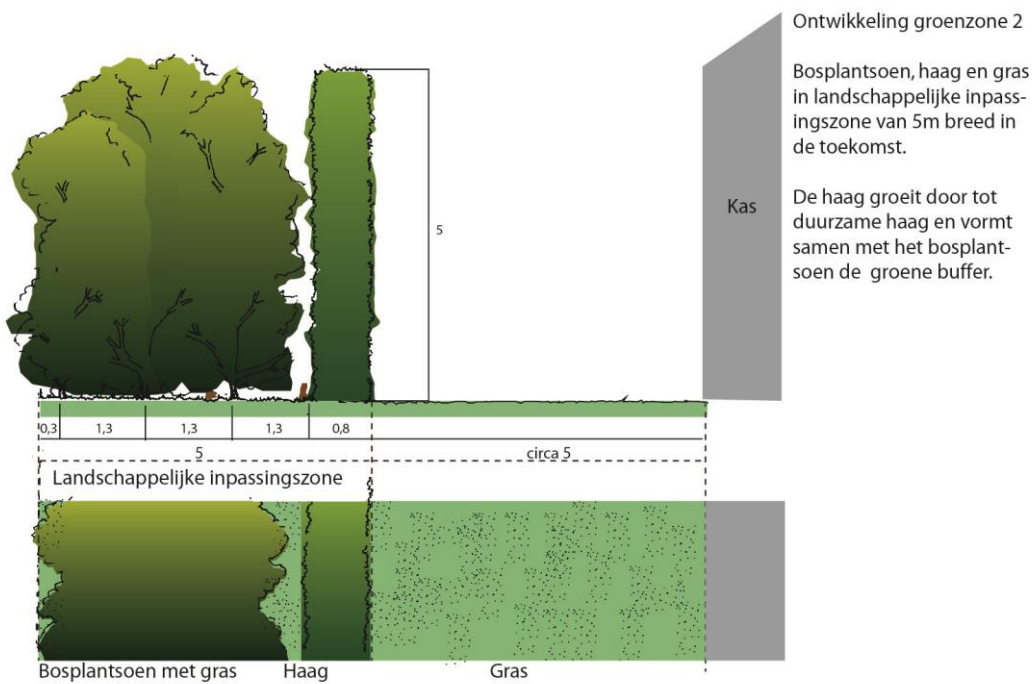 Ontwikkeling groenzone 2
Bosplantsoen, haag en gras
in landschappelijke inpass-
ingszone van 5m breed in
de toekomst.
De haag groeit door tot
duurzame haag en vormt
samen met het bosplant-
soen de groene buffer.
Kas
5
0,3 1,3 1,3 1,3 0,8
5 circa 5
Landschappelijke inpassingszone
Bosplantsoen met gras Haag Gras